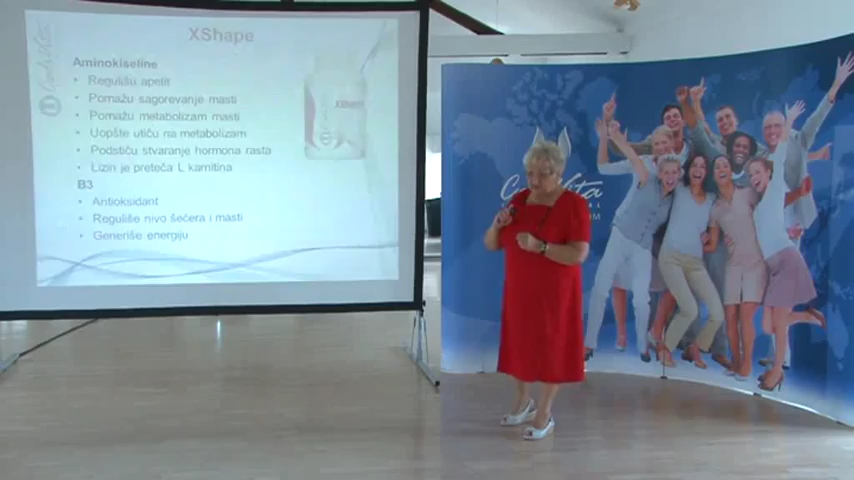 XShape
Aminokiseline
• Regulišu apetit
• Pomažu sagorevanje masti
• Pomažu metabolizam masti
• Uopšte utiču na metabolizam
• Podstiču stvaranje hormona rasta
• Lizin je preteča L karnitina
B3
• Antioksidant
• Reguliše nivo šećera i masti
• Generiše energiju